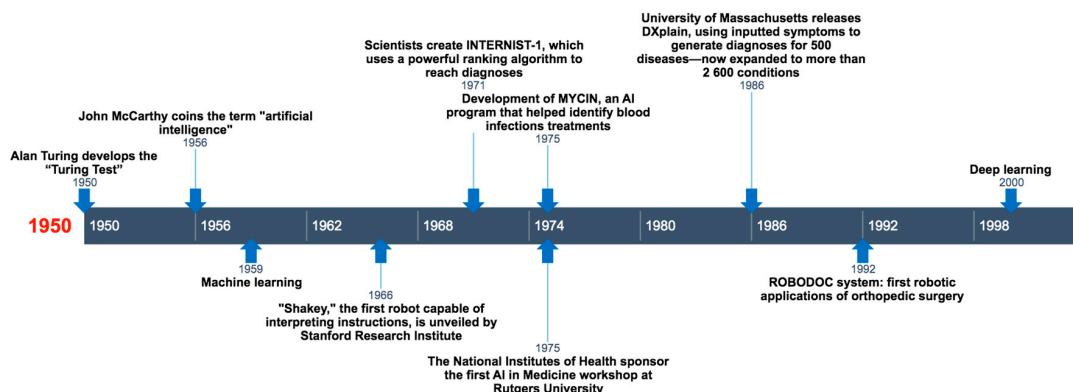 University of Massachusetts releases
DXplain, using inputted symptoms to
generate diagnoses for 500
diseases—now expanded to more than
2 600 conditions
1986
Scientists create INTERNIST-1, which
uses a powerful ranking algorithm to
reach diagnoses
1971
Development of MYCIN, an AI
program that helped identify blood
infections treatments
1975
John McCarthy coins the term "artificial
intelligence"
1956
Alan Turing develops the
“Turing Test”
1950
Deep learning
2000
1950
1950
1956
1962
1968
1974
1980
1986
1992
1998
1959
Machine learning
1966
"Shakey," the first robot capable of
interpreting instructions, is unveiled by
Stanford Research Institute
1975
The National Institutes of Health sponsor
the first AI in Medicine workshop at
Rutgers University
1992
ROBODOC system: first robotic
applications of orthopedic surgery